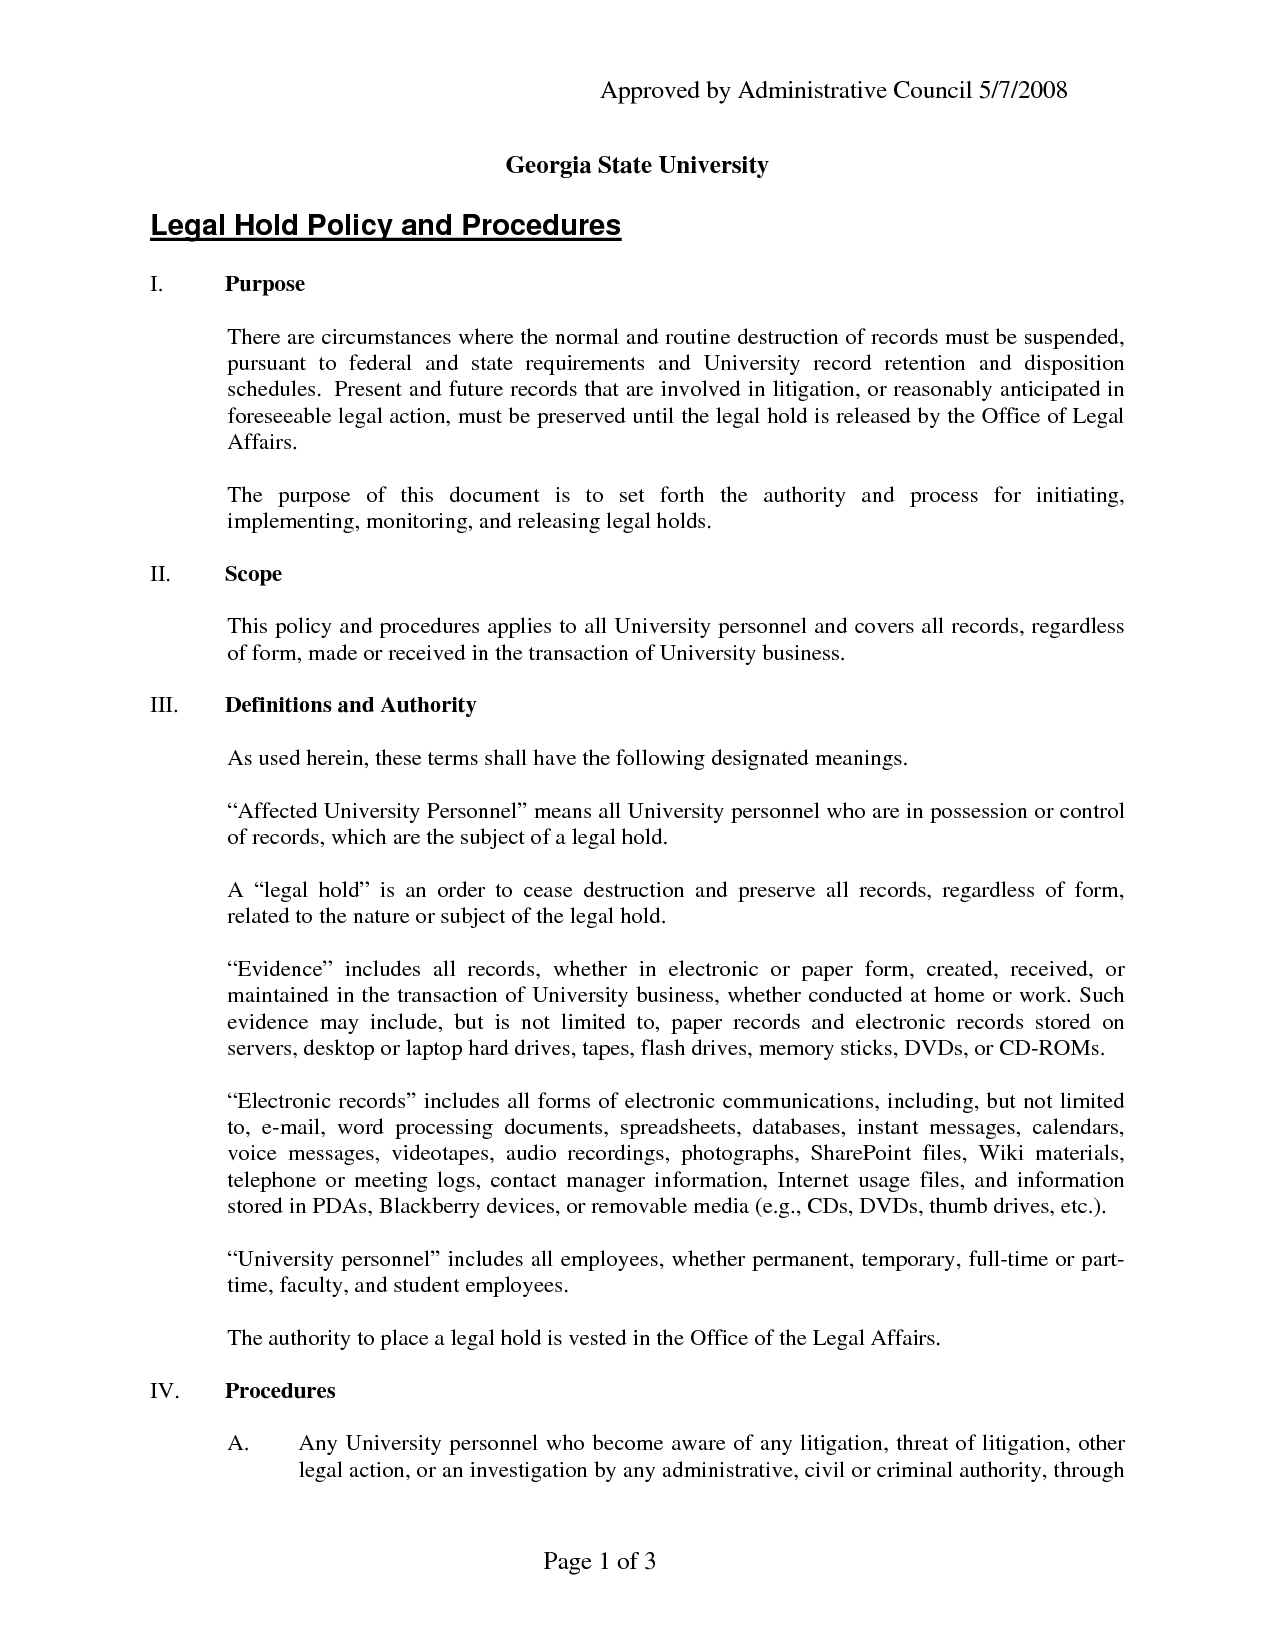 Approved by Administrative Council 5/7/2008
Georgia State University
Legal Hold Policy and Procedures
I. Purpose
There are circumstances where the normal and routine destruction of records must be suspended,
pursuant to federal and state requirements and University record retention and disposition
schedules.  Present and future records that are involved in litigation, or reasonably anticipated in
foreseeable legal action, must be preserved until the legal hold is released by the Office of Legal
Affairs.
The purpose of this document is to set forth the authority and process for initiating,
implementing, monitoring, and releasing legal holds.
II. Scope
This policy and procedures applies to all University personnel and covers all records, regardless
of form, made or received in the transaction of University business.
III. Definitions and Authority
As used herein, these terms shall have the following designated meanings.
“Affected University Personnel” means all University personnel who are in possession or control
of records, which are the subject of a legal hold.
A “legal hold” is an order to cease destruction and preserve all records, regardless of form,
related to the nature or subject of the legal hold.
“Evidence” includes all records, whether in electronic or paper form, created, received, or
maintained in the transaction of University business, whether conducted at home or work. Such
evidence may include, but is not limited to, paper records and electronic records stored on
servers, desktop or laptop hard drives, tapes, flash drives, memory sticks, DVDs, or CD-ROMs.
“Electronic records” includes all forms of electronic communications, including, but not limited
to, e-mail, word processing documents, spreadsheets, databases, instant messages, calendars,
voice messages, videotapes, audio recordings, photographs, SharePoint files, Wiki materials,
telephone or meeting logs, contact manager information, Internet usage files, and information
stored in PDAs, Blackberry devices, or removable media (e.g., CDs, DVDs, thumb drives, etc.).
“University personnel” includes all employees, whether permanent, temporary, full-time or part-
time, faculty, and student employees.
The authority to place a legal hold is vested in the Office of the Legal Affairs.
IV. Procedures
A. Any University personnel who become aware of any litigation, threat of litigation, other
legal action, or an investigation by any administrative, civil or criminal authority, through
Page 1 of 3